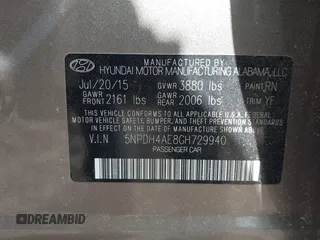 MANUFACTURED BY
HYUNDAI MOTOR MANUFACTURING ALABAMA, LLC
Jul/20/15 GVWR 3880 lbs PAINT RN
GAWR FRONT 2161 lbs GAWR REAR 2006 lbs TRIM YF
THIS VEHICLE CONFORMS TO ALL APPLICABLE FEDERAL
MOTOR VEHICLE SAFETY, BUMPER, AND THEFT PREVENTION
STANDARDS IN EFFECT ON THE DATE OF MANUFACTURE
SHOWN ABOVE.
V.I.N 5NPDH4AE8GH729940
PASSENGER CAR
DREAMBID